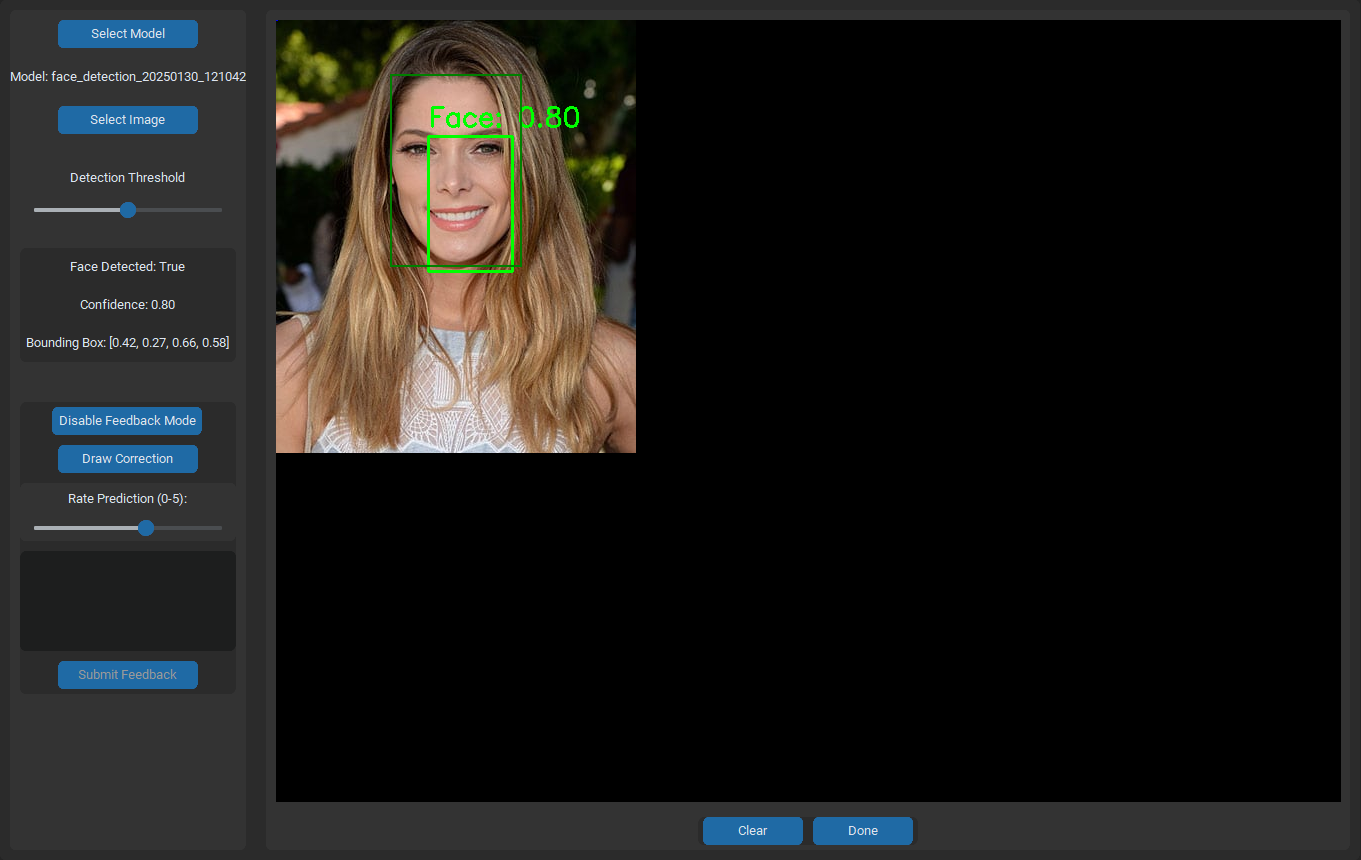 Select Model
Model: face_detection_20250130_121042
Select Image
Detection Threshold
Face Detected: True
Confidence: 0.80
Bounding Box: [0.42, 0.27, 0.66, 0.58]
Disable Feedback Mode
Draw Correction
Rate Prediction (0-5):
Submit Feedback
Face: 0.80
Clear
Done